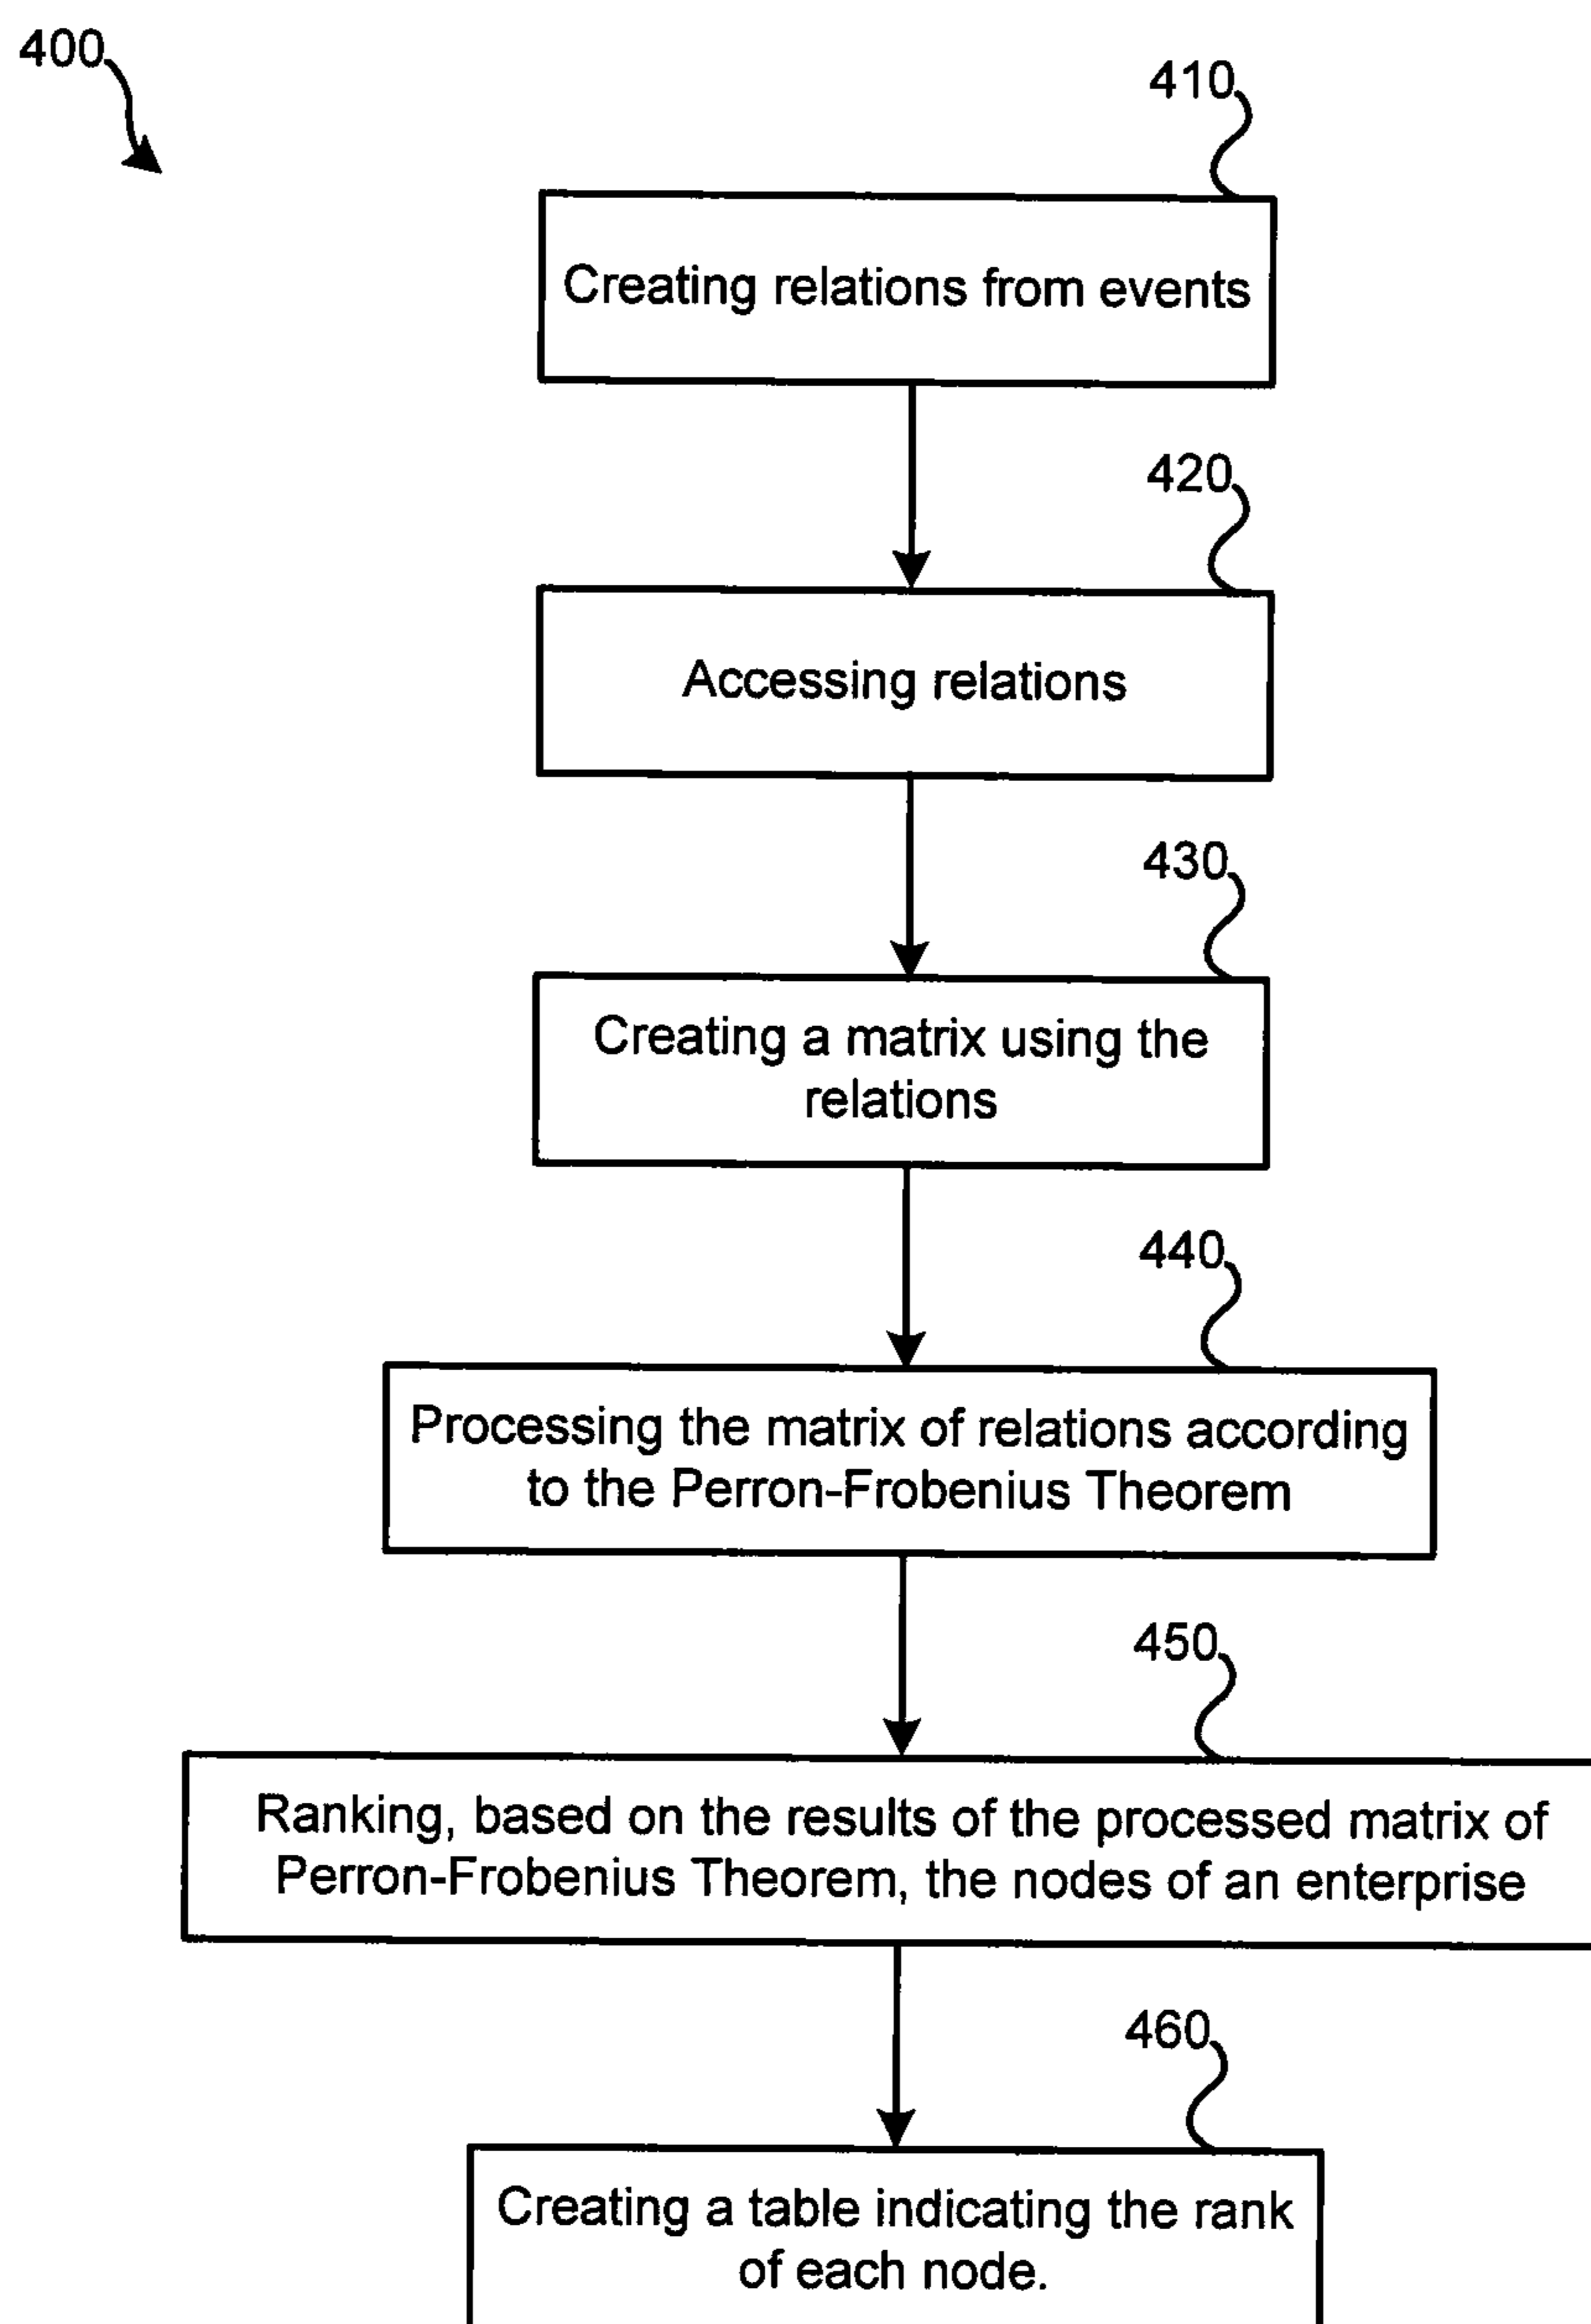 400
410
Creating relations from events
420
Accessing relations
430
Creating a matrix using the
relations
440
Processing the matrix of relations according
to the Perron-Frobenius Theorem
450
Ranking, based on the results of the processed matrix of
Perron-Frobenius Theorem, the nodes of an enterprise
460
Creating a table indicating the rank
of each node.